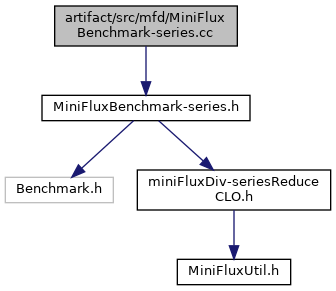 artifact/src/mfd/MiniFlux
Benchmark-series.cc
MiniFluxBenchmark-series.h
Benchmark.h
miniFluxDiv-seriesReduce
CLO.h
MiniFluxUtil.h